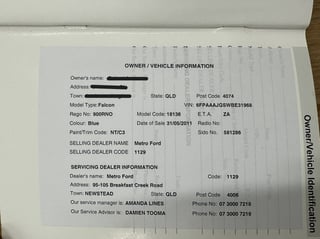 OWNER / VEHICLE INFORMATION
Owner's name:
Address:
Town: State: QLD Post Code: 4074
Model Type: Falcon VIN: 6FPAAAJGSWBE31968
Rego No: 900RNO Model Code: 18136 E.T.A. ZA
Colour: Blue Date of Sale 31/05/2011 Radio No:
Paint/Trim Code: NT/C3 Sido No. 581286
SELLING DEALER NAME Metro Ford
SELLING DEALER CODE 1129
SERVICING DEALER INFORMATION
Dealer's name: Metro Ford Code: 1129
Address: 95-105 Breakfast Creek Road
Town: NEWSTEAD State: QLD Post Code: 4006
Our service manager is: AMANDA LINES Phone No: 07 3000 7219
Our Service Advisor is: DAMIEN TOOMA Phone No: 07 3000 7219
Owner/Vehicle Identification